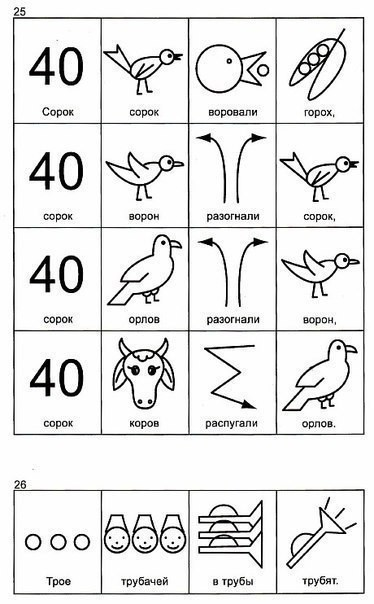 25
40 Сорок сорок воровали горох,
40 сорок ворон разогнали сорок,
40 сорок орлов разогнали ворон,
40 сорок коров распугали орлов.
26
Трое трубачей в трубы трубят.